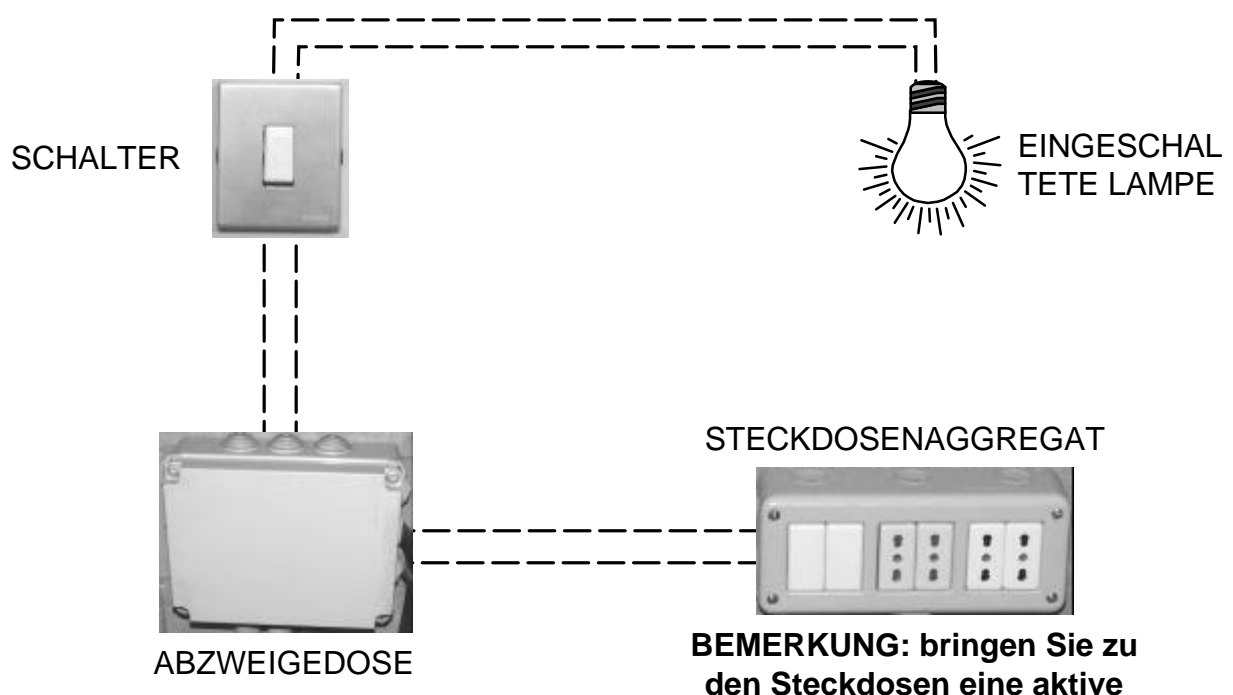 SCHALTER
EINGESCHAL
TETE LAMPE
STECKDOSENAGGREGAT
ABZWEIGEDOSE
BEMERKUNG: bringen Sie zu
den Steckdosen eine aktive